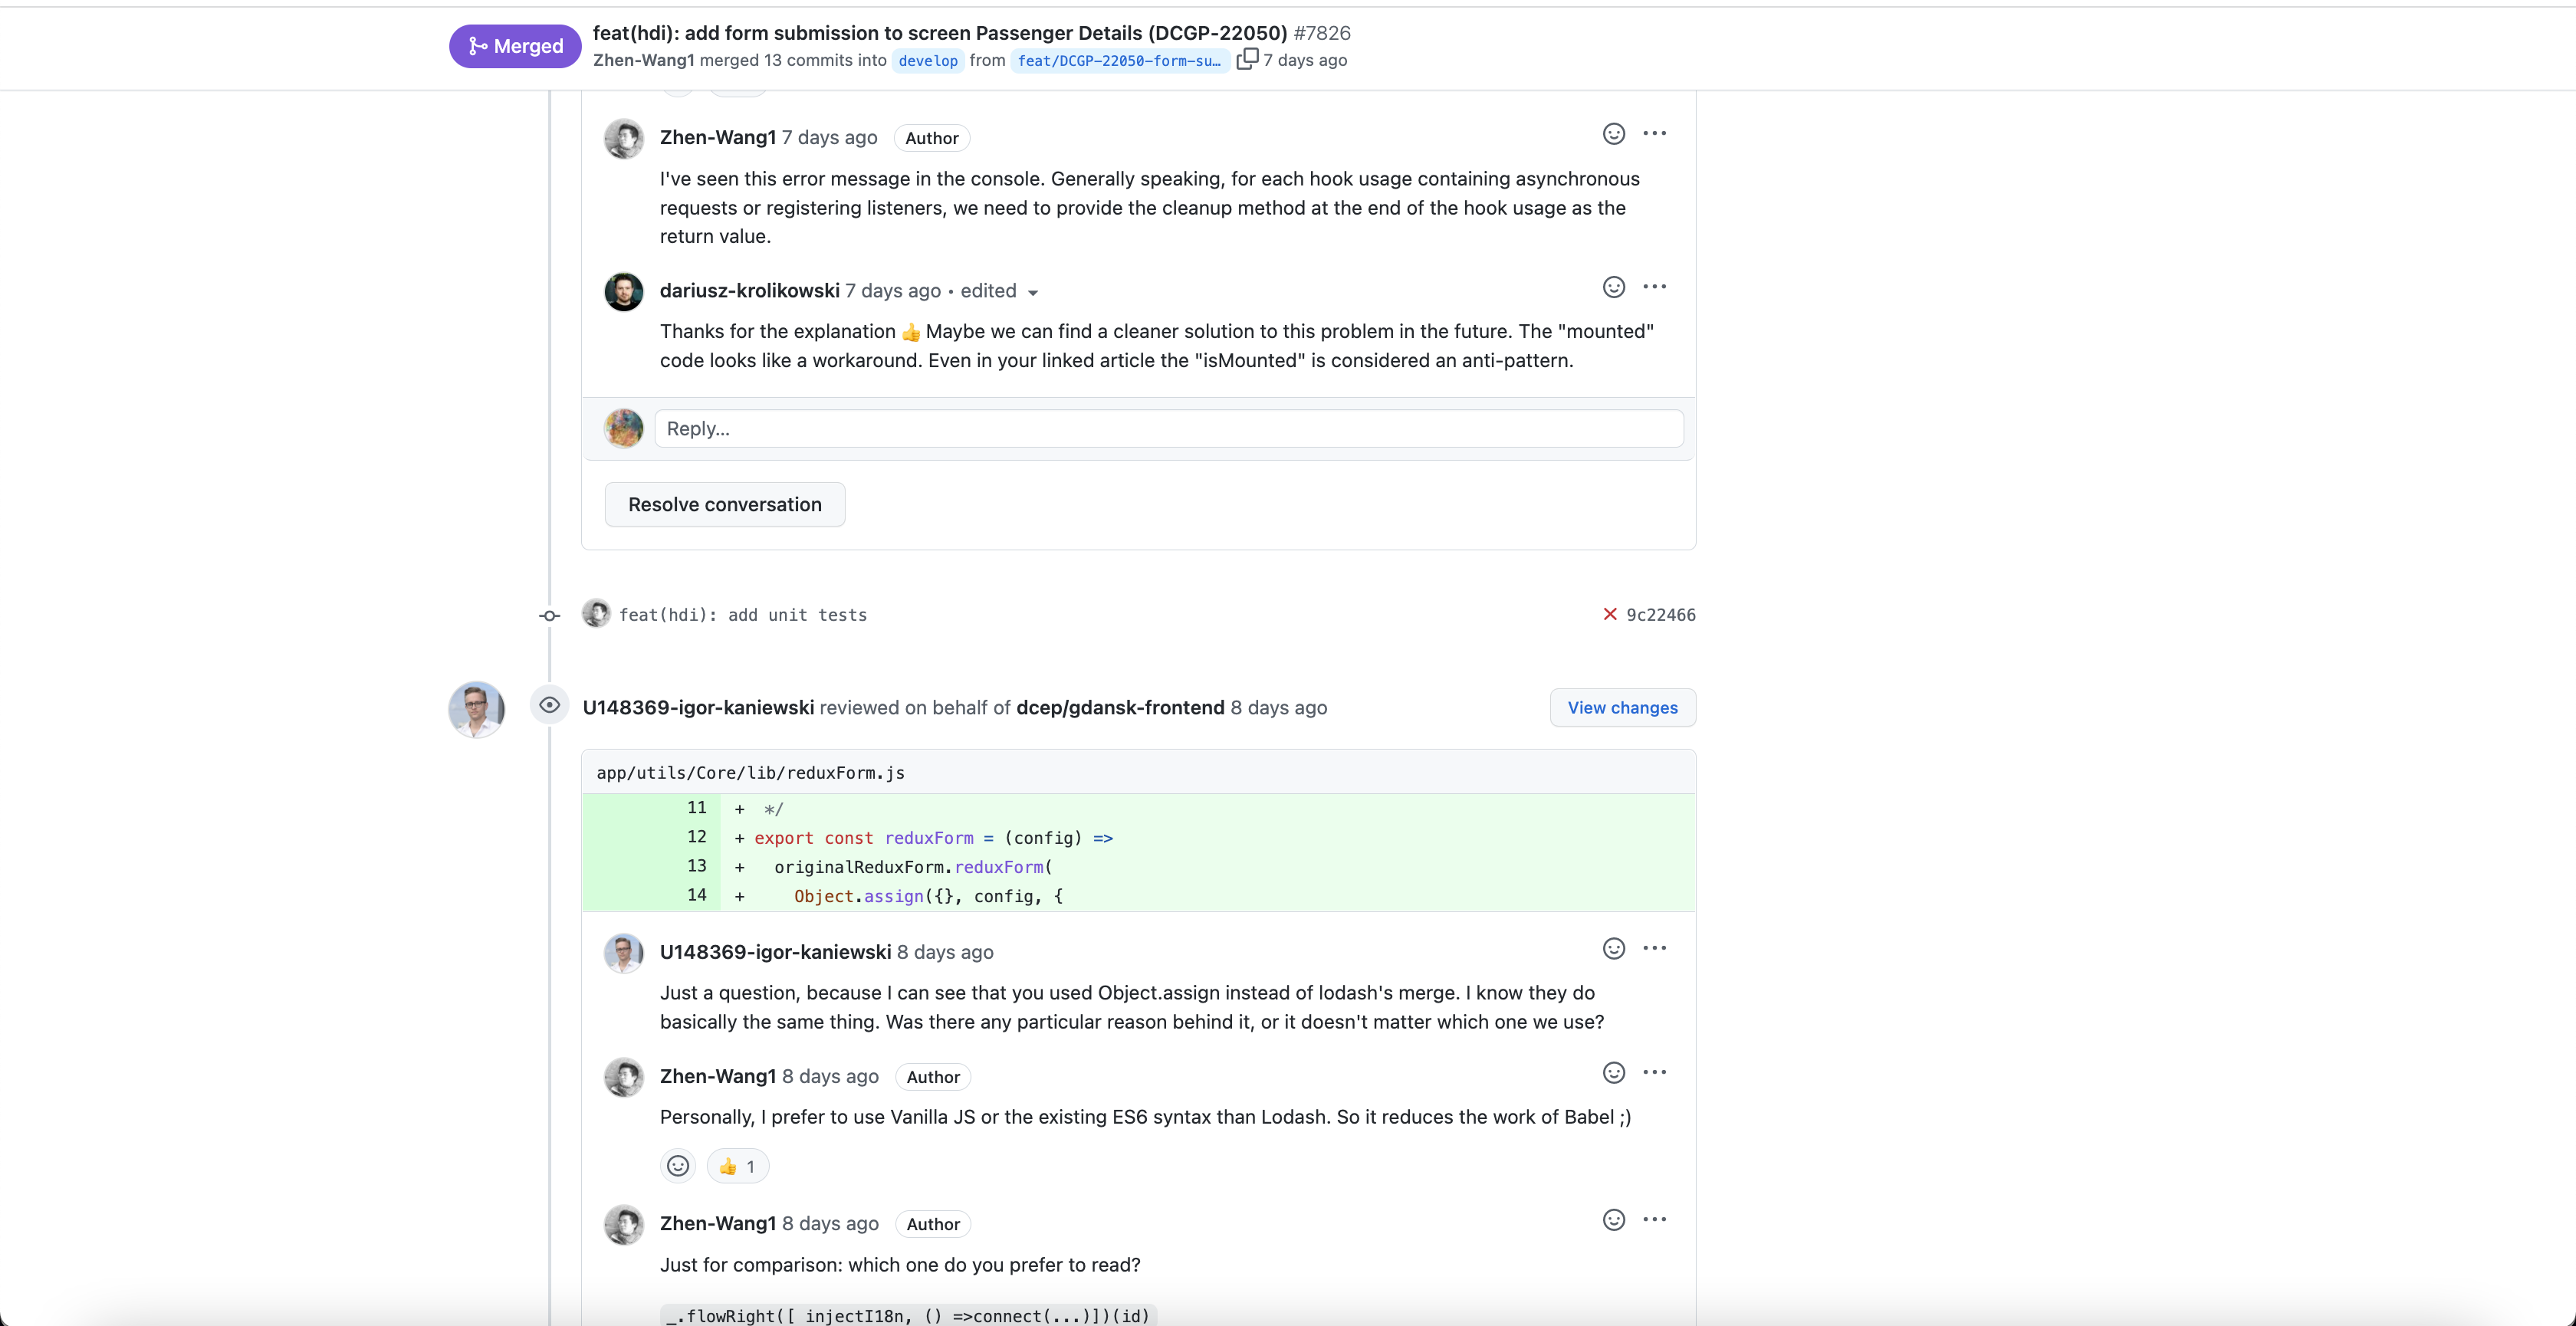 Merged
feat(hdi): add form submission to screen Passenger Details (DCGP-22050) #7826
Zhen-Wang1 merged 13 commits into develop from feat/DCGP-22050-form-su… 7 days ago
Zhen-Wang1 7 days ago Author
I've seen this error message in the console. Generally speaking, for each hook usage containing asynchronous
requests or registering listeners, we need to provide the cleanup method at the end of the hook usage as the
return value.
dariusz-krolikowski 7 days ago • edited
Thanks for the explanation 👍 Maybe we can find a cleaner solution to this problem in the future. The "mounted"
code looks like a workaround. Even in your linked article the "isMounted" is considered an anti-pattern.
Reply...
Resolve conversation
feat(hdi): add unit tests 9c22466
U148369-igor-kaniewski reviewed on behalf of dcep/gdansk-frontend 8 days ago View changes
app/utils/Core/lib/reduxForm.js
11 + */
12 + export const reduxForm = (config) =>
13 + originalReduxForm.reduxForm(
14 + Object.assign({}, config, {
U148369-igor-kaniewski 8 days ago
Just a question, because I can see that you used Object.assign instead of lodash's merge. I know they do
basically the same thing. Was there any particular reason behind it, or it doesn't matter which one we use?
Zhen-Wang1 8 days ago Author
Personally, I prefer to use Vanilla JS or the existing ES6 syntax than Lodash. So it reduces the work of Babel ;)
👍 1
Zhen-Wang1 8 days ago Author
Just for comparison: which one do you prefer to read?
_.flowRight([ injectI18n, () =>connect(...)])(id)